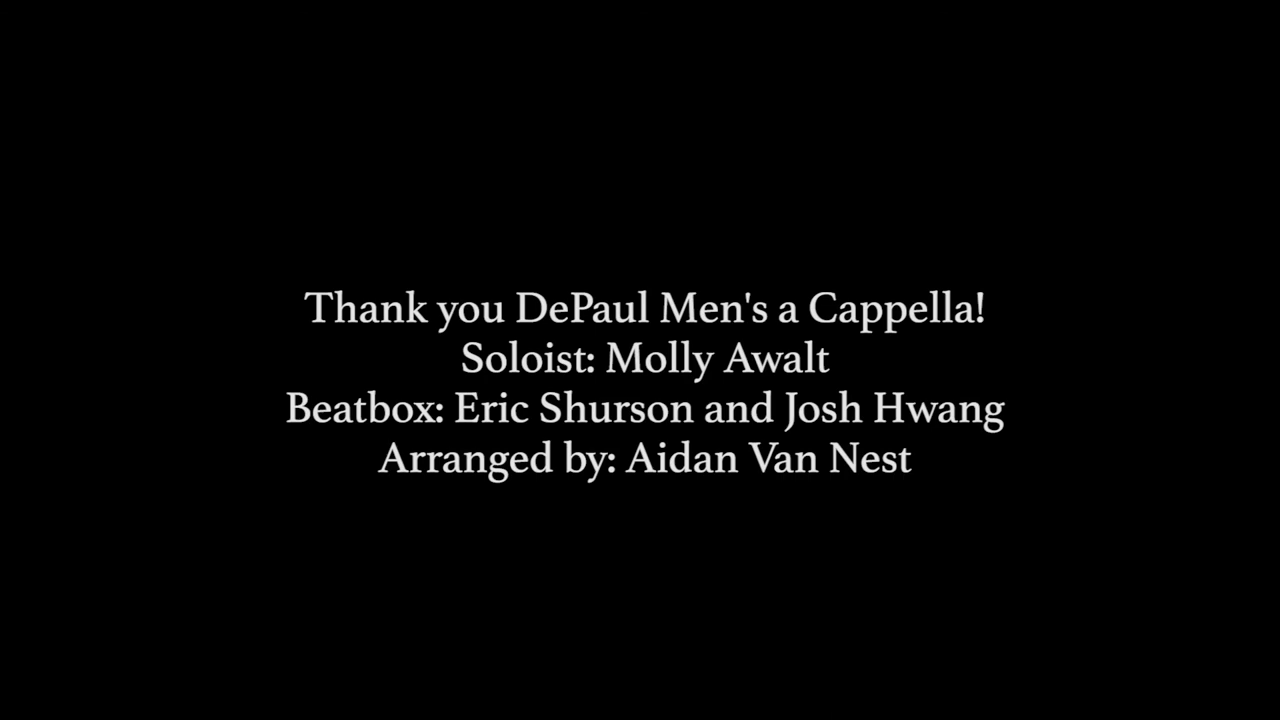 Thank you DePaul Men's a Cappella!
Soloist: Molly Awalt
Beatbox: Eric Shurson and Josh Hwang
Arranged by: Aidan Van Nest